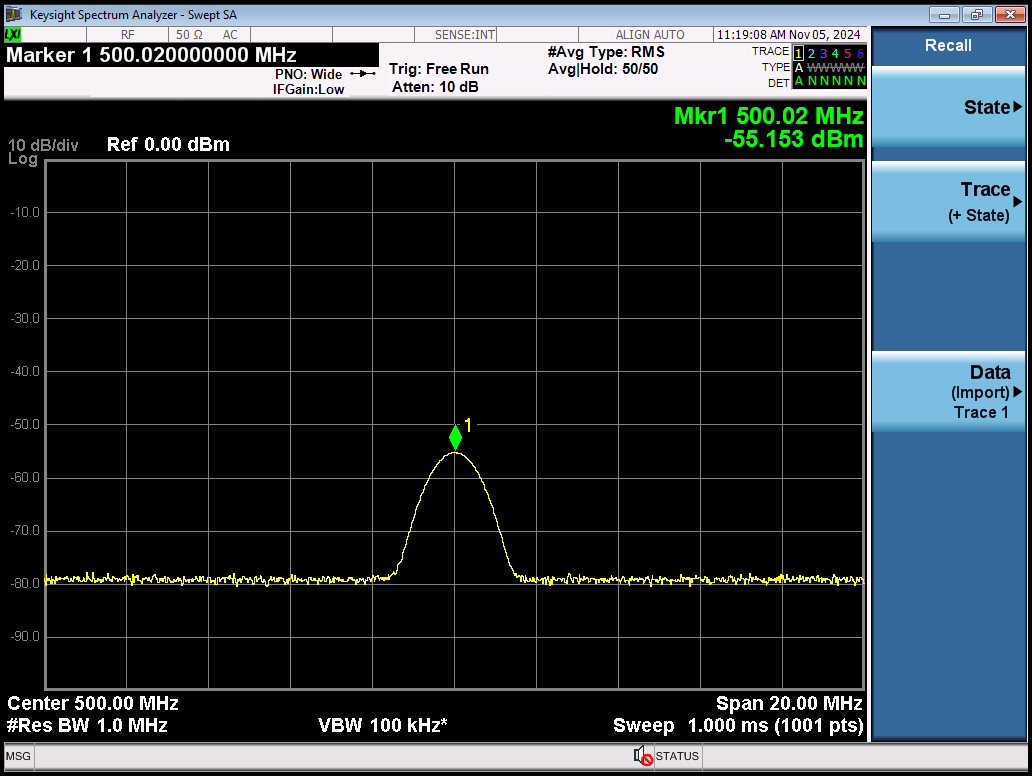 Keysight Spectrum Analyzer - Swept SA
LXI RF 50 Ω AC SENSE:INT ALIGN AUTO 11:19:08 AM Nov 05, 2024
Marker 1 500.020000000 MHz
PNO: Wide
IFGain:Low
Trig: Free Run
Atten: 10 dB
#Avg Type: RMS
Avg|Hold: 50/50
TRACE 1 2 3 4 5 6
TYPE A W W W W W
DET A N N N N N
Recall
State
Trace
(+ State)
Data
(Import)
Trace 1
Mkr1 500.02 MHz
-55.153 dBm
10 dB/div Ref 0.00 dBm
Log
-10.0
-20.0
-30.0
-40.0
-50.0
1
-60.0
-70.0
-80.0
-90.0
Center 500.00 MHz Span 20.00 MHz
#Res BW 1.0 MHz VBW 100 kHz* Sweep 1.000 ms (1001 pts)
MSG STATUS